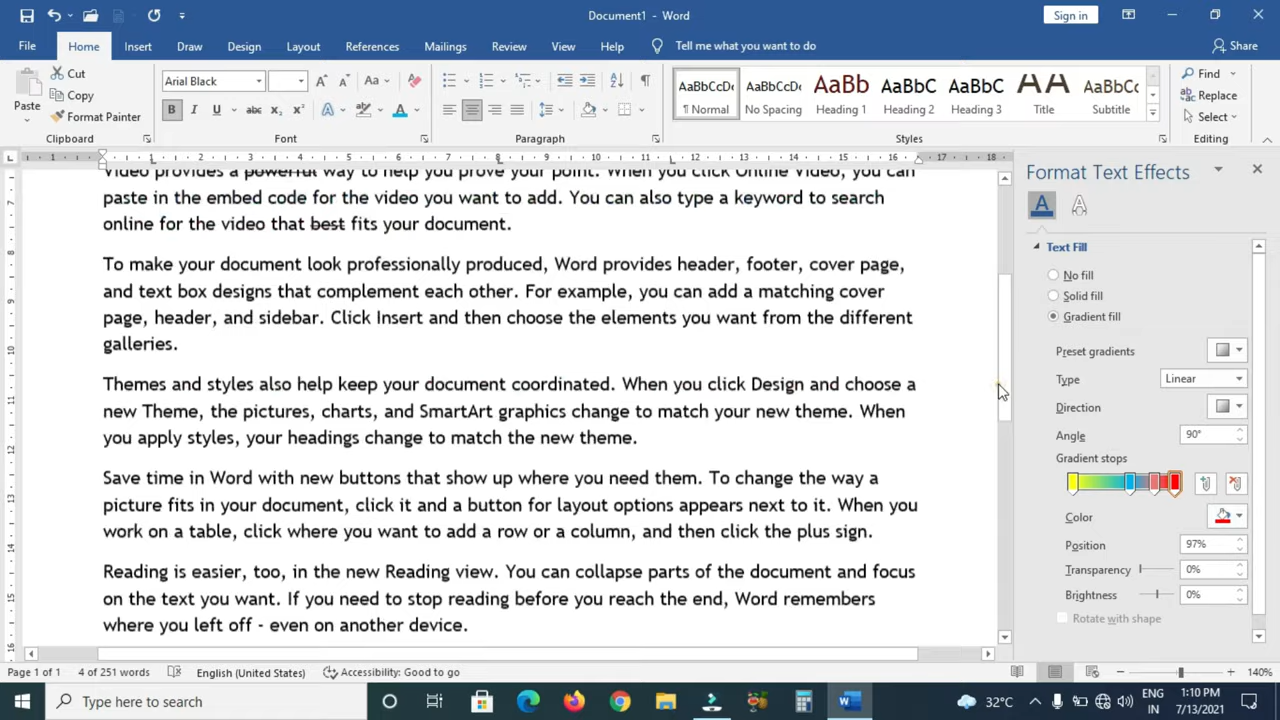 Document1 - Word
Sign in
File Home Insert Draw Design Layout References Mailings Review View Help Tell me what you want to do Share
Paste
Cut
Copy
Format Painter
Clipboard
Arial Black
Font
Paragraph
AaBbCcDc AaBbCcDc AaBb AaBbC AaBbC AA AaBbCc
¶ Normal No Spacing Heading 1 Heading 2 Heading 3 Title Subtitle
Styles
Find
Replace
Select
Editing
Video provides a powerful way to help you prove your point. When you click Online Video, you can
paste in the embed code for the video you want to add. You can also type a keyword to search
online for the video that best fits your document.
To make your document look professionally produced, Word provides header, footer, cover page,
and text box designs that complement each other. For example, you can add a matching cover
page, header, and sidebar. Click Insert and then choose the elements you want from the different
galleries.
Themes and styles also help keep your document coordinated. When you click Design and choose a
new Theme, the pictures, charts, and SmartArt graphics change to match your new theme. When
you apply styles, your headings change to match the new theme.
Save time in Word with new buttons that show up where you need them. To change the way a
picture fits in your document, click it and a button for layout options appears next to it. When you
work on a table, click where you want to add a row or a column, and then click the plus sign.
Reading is easier, too, in the new Reading view. You can collapse parts of the document and focus
on the text you want. If you need to stop reading before you reach the end, Word remembers
where you left off - even on another device.
Format Text Effects
Text Fill
No fill
Solid fill
Gradient fill
Preset gradients
Type Linear
Direction
Angle 90°
Gradient stops
Color
Position 97%
Transparency 0%
Brightness 0%
Rotate with shape
Page 1 of 1 4 of 251 words English (United States) Accessibility: Good to go 140%
Type here to search
32°C
ENG
IN
1:10 PM
7/13/2021